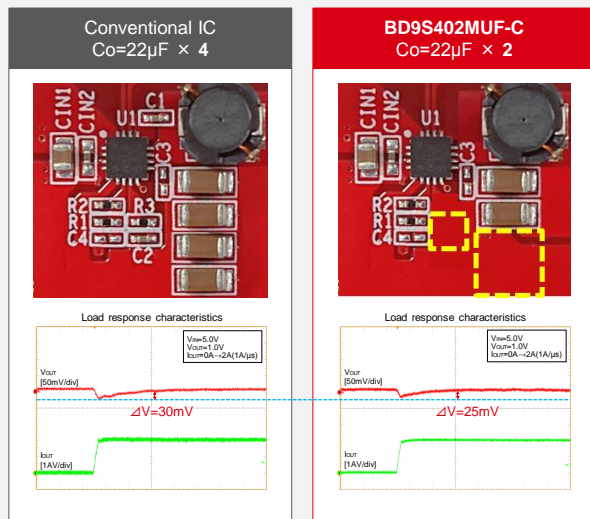 Conventional IC
Co=22μF × 4
CIN1
CIN2
U1
C1
C3
R2
R1
C4
R3
C2
Load response characteristics
VIN=5.0V
VOUT=1.0V
IOUT=0A→2A(1A/μs)
VOUT
[50mV/div]
⊿V=30mV
IOUT
[1AV/div]
BD9S402MUF-C
Co=22μF × 2
CIN1
CIN2
U1
C3
R2
R1
C4
Load response characteristics
VIN=5.0V
VOUT=1.0V
IOUT=0A→2A(1A/μs)
VOUT
[50mV/div]
⊿V=25mV
IOUT
[1AV/div]